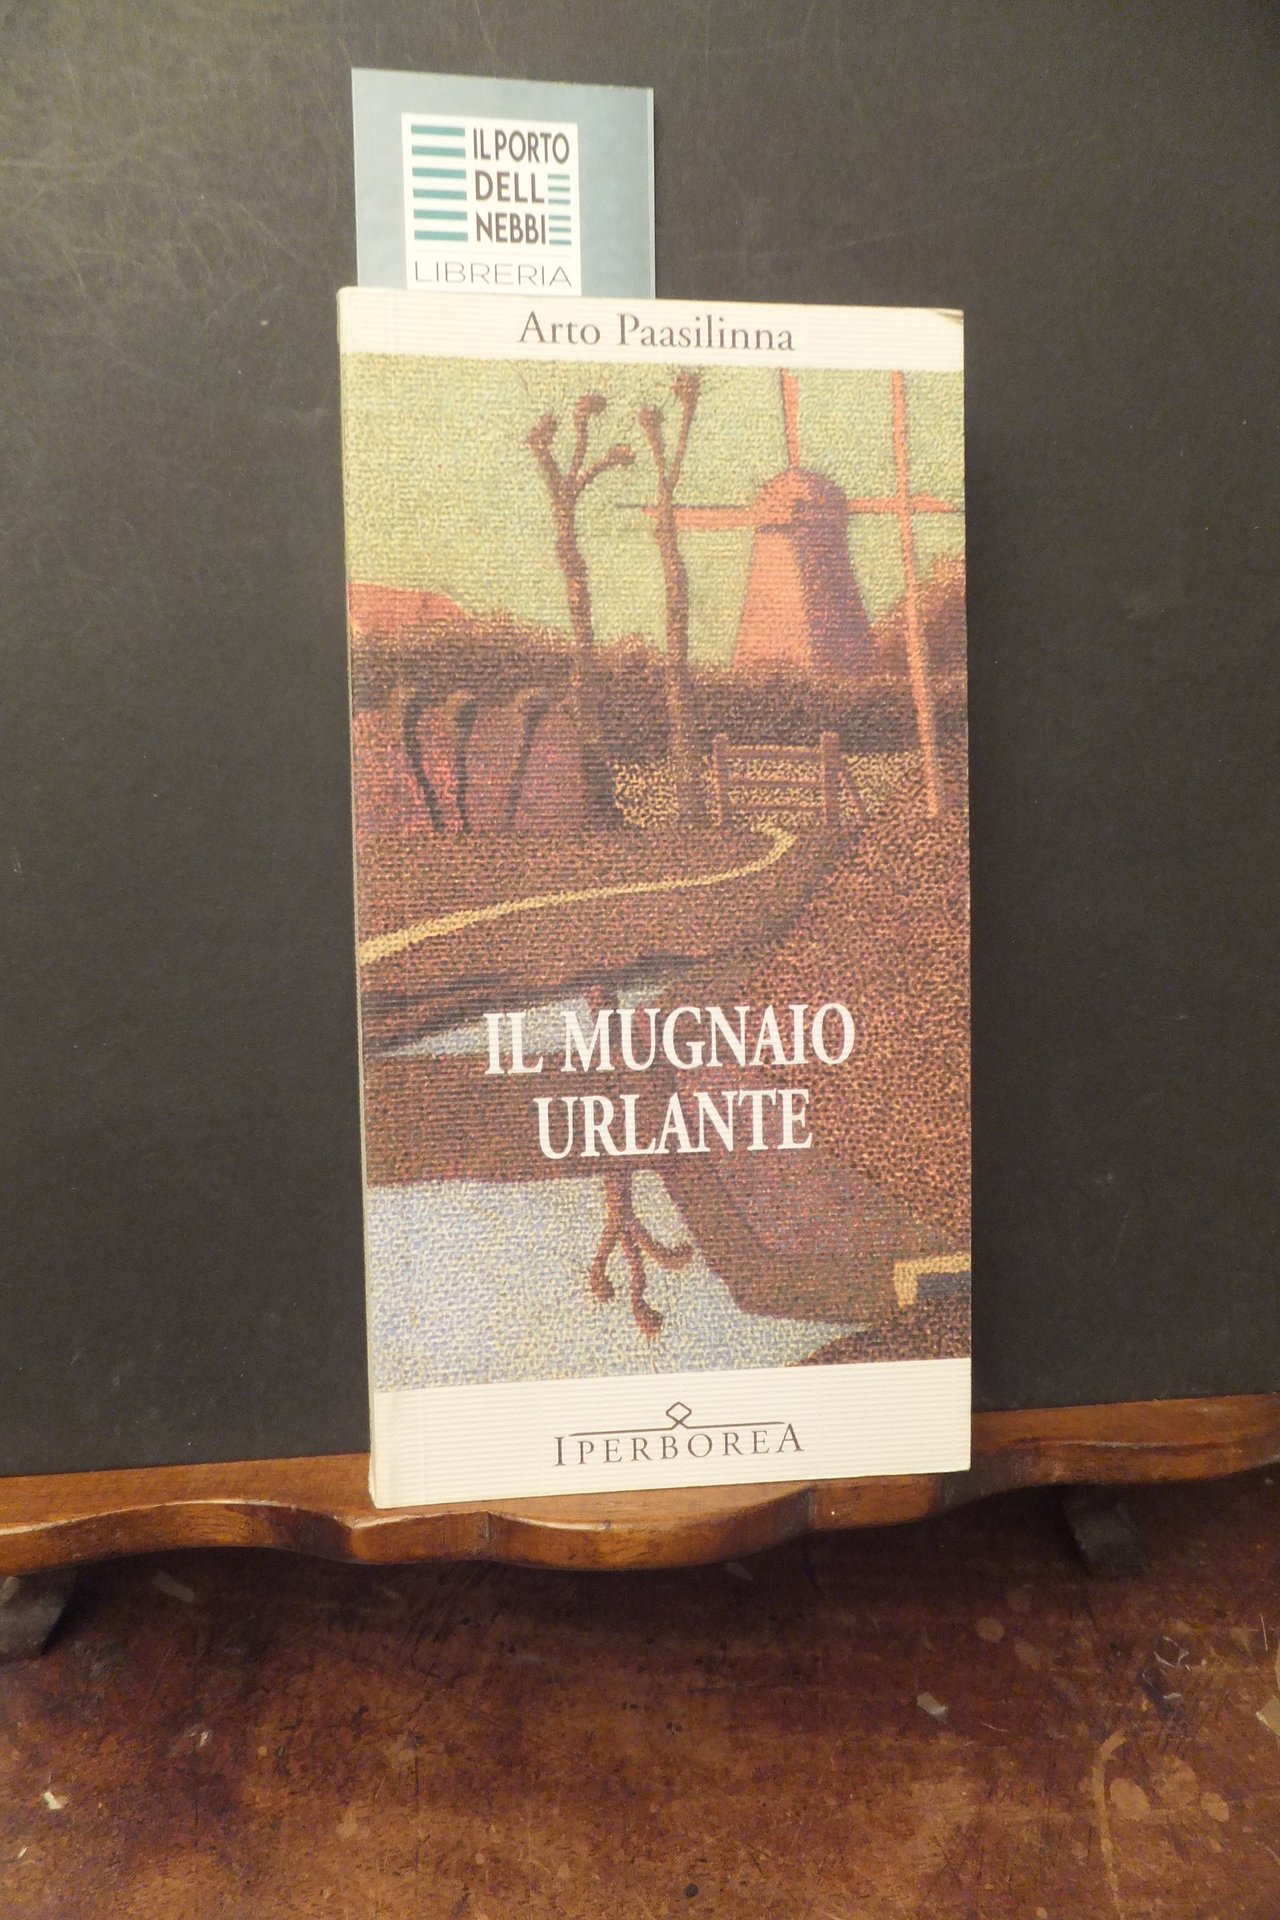 IL PORTO
DELL
NEBBI
LIBRERIA
Arto Paasilinna
IL MUGNAIO
URLANTE
IPERBOREA